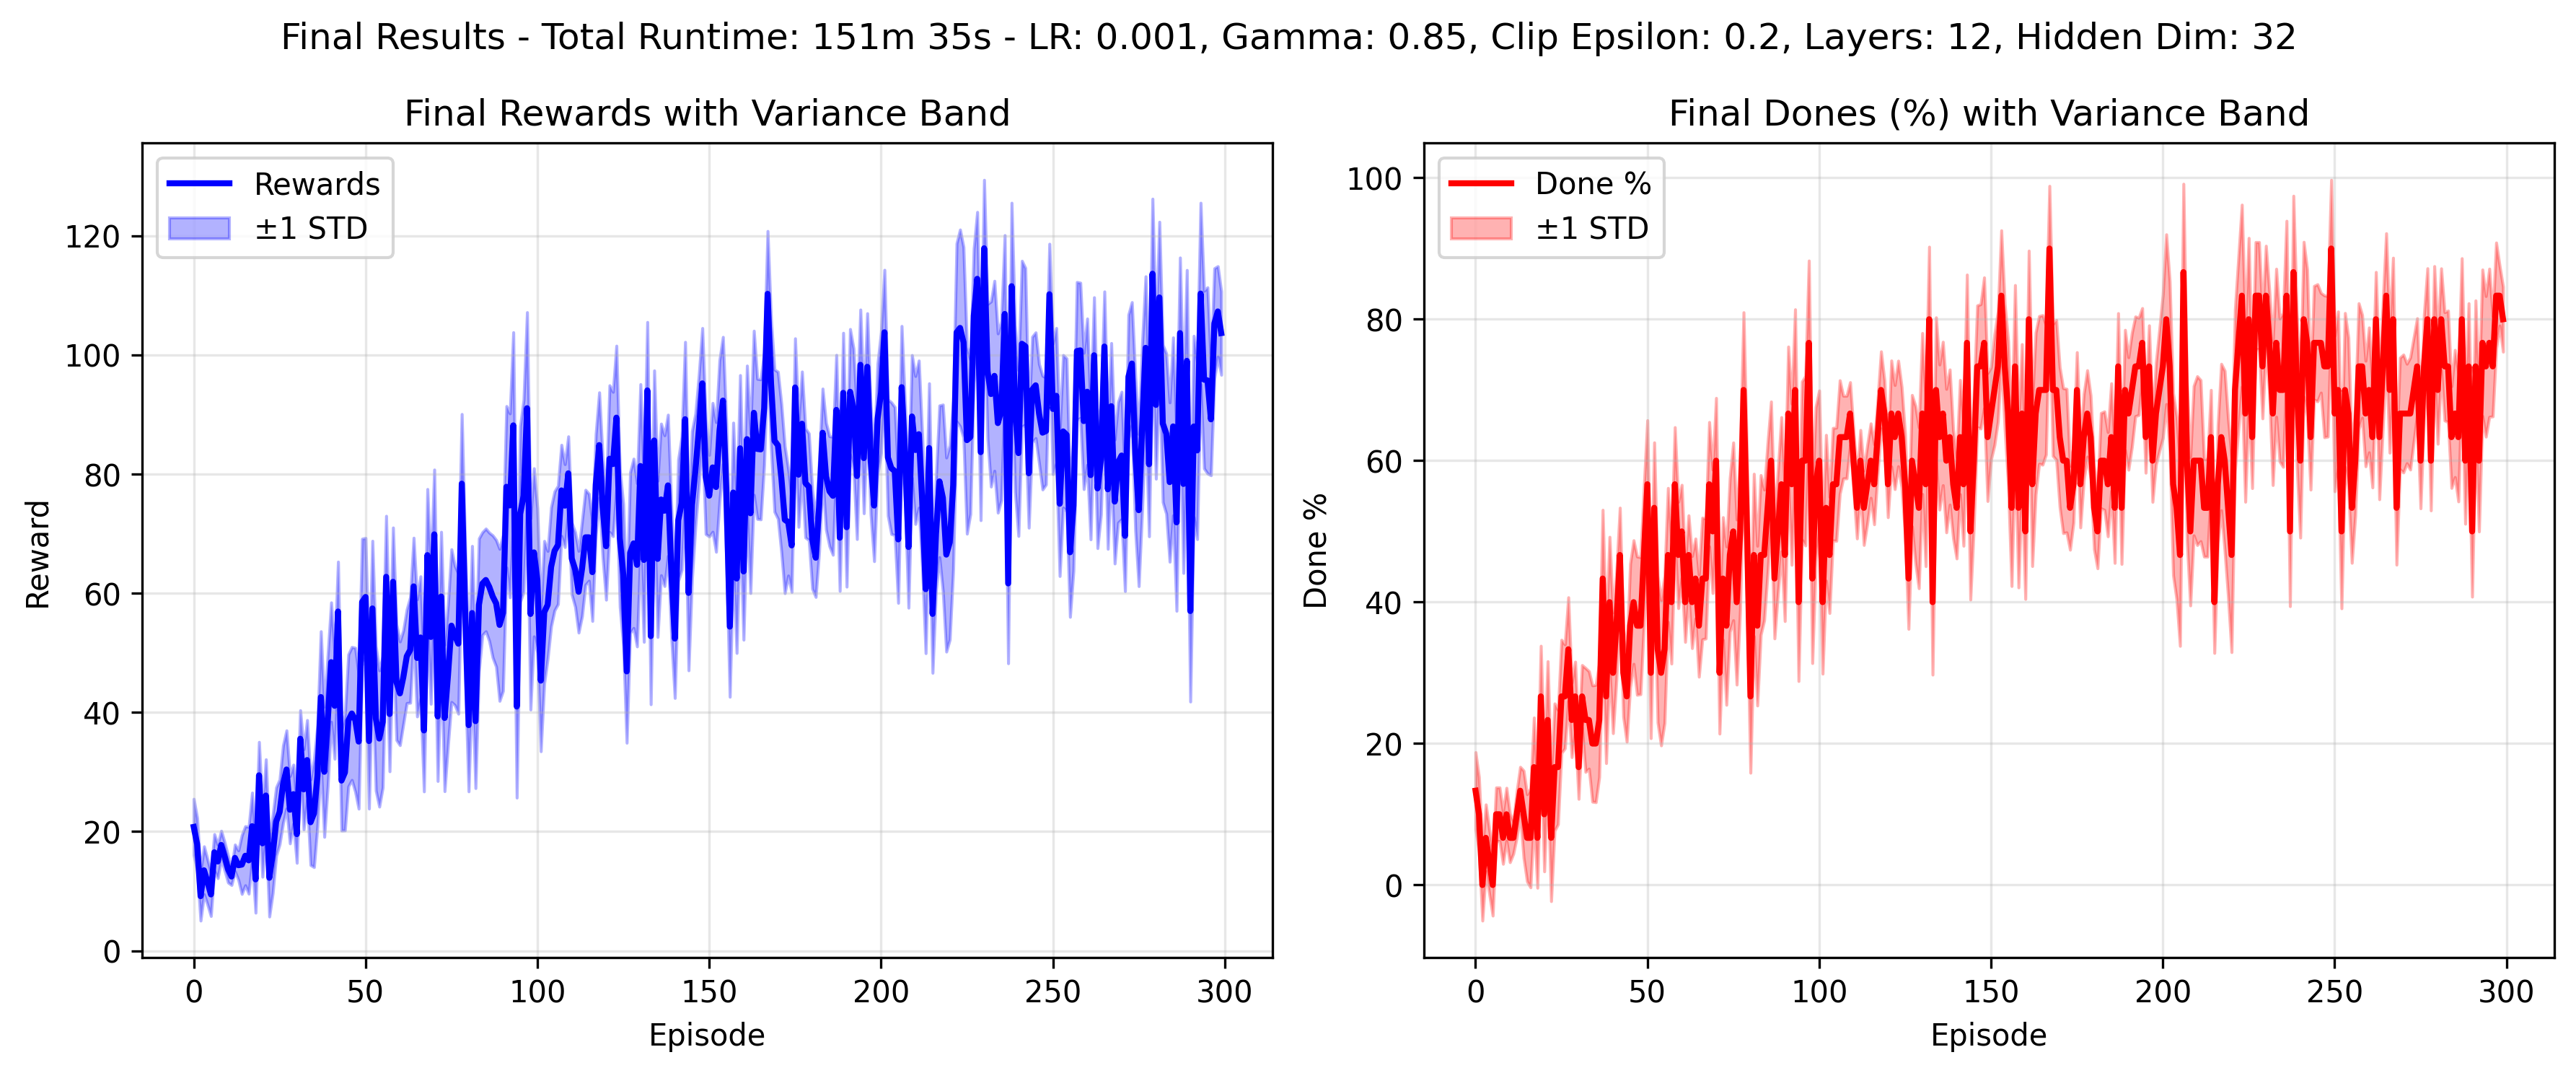 Final Results - Total Runtime: 151m 35s - LR: 0.001, Gamma: 0.85, Clip Epsilon: 0.2, Layers: 12, Hidden Dim: 32
Final Rewards with Variance Band
Rewards
±1 STD
Reward
120
100
80
60
40
20
0
0 50 100 150 200 250 300
Episode
Final Dones (%) with Variance Band
Done %
±1 STD
Done %
100
80
60
40
20
0
0 50 100 150 200 250 300
Episode